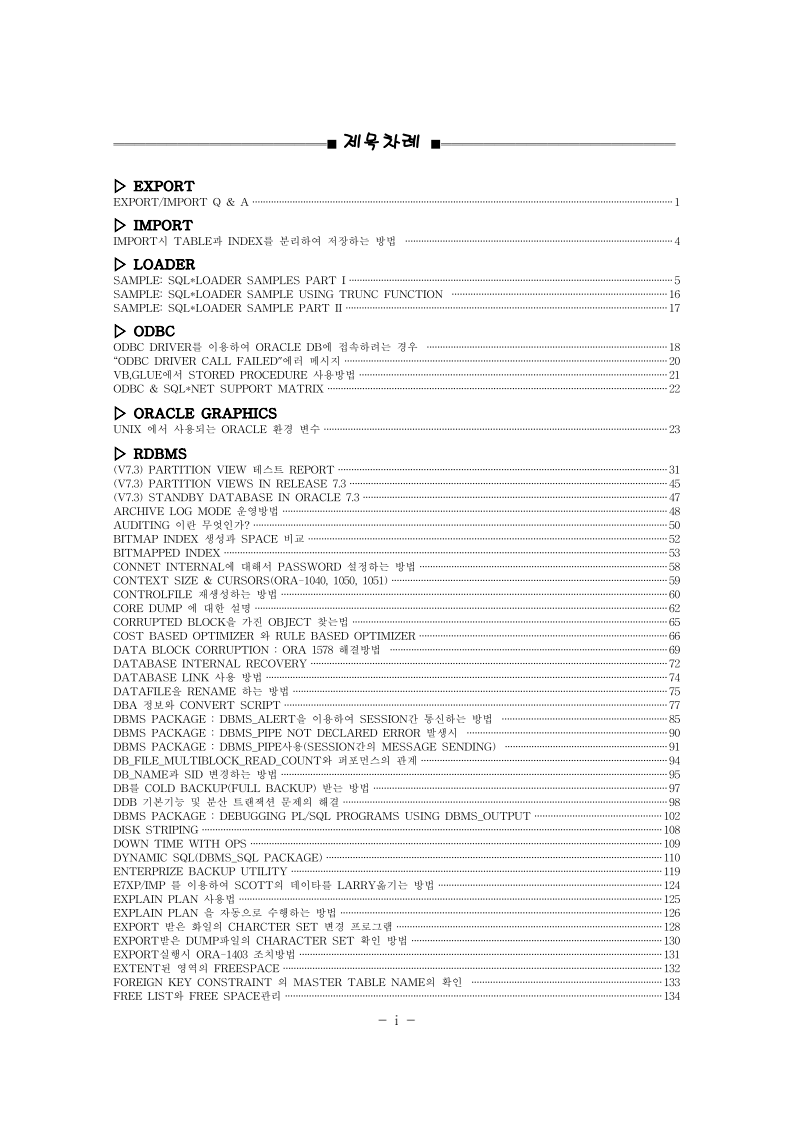 ■ 제목차례 ■
▷ EXPORT
EXPORT/IMPORT Q & A 1
▷ IMPORT
IMPORT시 TABLE과 INDEX를 분리하여 저장하는 방법 4
▷ LOADER
SAMPLE: SQL*LOADER SAMPLES PART Ⅰ 5
SAMPLE: SQL*LOADER SAMPLE USING TRUNC FUNCTION 16
SAMPLE: SQL*LOADER SAMPLE PART Ⅱ 17
▷ ODBC
ODBC DRIVER를 이용하여 ORACLE DB에 접속하려는 경우 18
“ODBC DRIVER CALL FAILED”에러 메시지 20
VB,GLUE에서 STORED PROCEDURE 사용방법 21
ODBC & SQL*NET SUPPORT MATRIX 22
▷ ORACLE GRAPHICS
UNIX 에서 사용되는 ORACLE 환경 변수 23
▷ RDBMS
(V7.3) PARTITION VIEW 테스트 REPORT 31
(V7.3) PARTITION VIEWS IN RELEASE 7.3 45
(V7.3) STANDBY DATABASE IN ORACLE 7.3 47
ARCHIVE LOG MODE 운영방법 48
AUDITING 이란 무엇인가? 50
BITMAP INDEX 생성과 SPACE 비교 52
BITMAPPED INDEX 53
CONNET INTERNAL에 대해서 PASSWORD 설정하는 방법 58
CONTEXT SIZE & CURSORS(ORA-1040, 1050, 1051) 59
CONTROLFILE 재생성하는 방법 60
CORE DUMP 에 대한 설명 62
CORRUPTED BLOCK을 가진 OBJECT 찾는법 65
COST BASED OPTIMIZER 와 RULE BASED OPTIMIZER 66
DATA BLOCK CORRUPTION : ORA 1578 해결방법 69
DATABASE INTERNAL RECOVERY 72
DATABASE LINK 사용 방법 74
DATAFILE을 RENAME 하는 방법 75
DBA 정보와 CONVERT SCRIPT 77
DBMS PACKAGE : DBMS_ALERT을 이용하여 SESSION간 통신하는 방법 85
DBMS PACKAGE : DBMS_PIPE NOT DECLARED ERROR 발생시 90
DBMS PACKAGE : DBMS_PIPE사용(SESSION간의 MESSAGE SENDING) 91
DB_FILE_MULTIBLOCK_READ_COUNT와 퍼포먼스의 관계 94
DB_NAME과 SID 변경하는 방법 95
DB를 COLD BACKUP(FULL BACKUP) 받는 방법 97
DDB 기본기능 및 분산 트랜잭션 문제의 해결 98
DBMS PACKAGE : DEBUGGING PL/SQL PROGRAMS USING DBMS_OUTPUT 102
DISK STRIPING 108
DOWN TIME WITH OPS 109
DYNAMIC SQL(DBMS_SQL PACKAGE) 110
ENTERPRIZE BACKUP UTILITY 119
E7XP/IMP 를 이용하여 SCOTT의 데이타를 LARRY옮기는 방법 124
EXPLAIN PLAN 사용법 125
EXPLAIN PLAN 을 자동으로 수행하는 방법 126
EXPORT 받은 화일의 CHARCTER SET 변경 프로그램 128
EXPORT받은 DUMP파일의 CHARACTER SET 확인 방법 130
EXPORT실행시 ORA-1403 조치방법 131
EXTENT된 영역의 FREESPACE 132
FOREIGN KEY CONSTRAINT 의 MASTER TABLE NAME의 확인 133
FREE LIST와 FREE SPACE관리 134
- i -